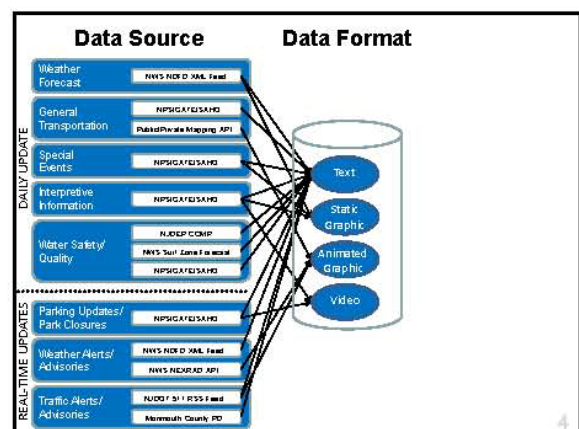 Data Source
Data Format
DAILY UPDATE
Weather
Forecast
NWS NDFD XML Feed
General
Transportation
NPS/GATE/SAHO
Public/Private Mapping API
Special
Events
NPS/GATE/SAHO
Interpretive
Information
NPS/GATE/SAHO
Water Safety/
Quality
NJDEP COMP
NWS Surf Zone Forecast
NPS/GATE/SAHO
REAL-TIME UPDATES
Parking Updates/
Park Closures
NPS/GATE/SAHO
Weather Alerts/
Advisories
NWS NDFD XML Feed
NWS NEXRAD API
Traffic Alerts/
Advisories
NJDOT 511 RSS Feed
Monmouth County PD
Text
Static
Graphic
Animated
Graphic
Video
4